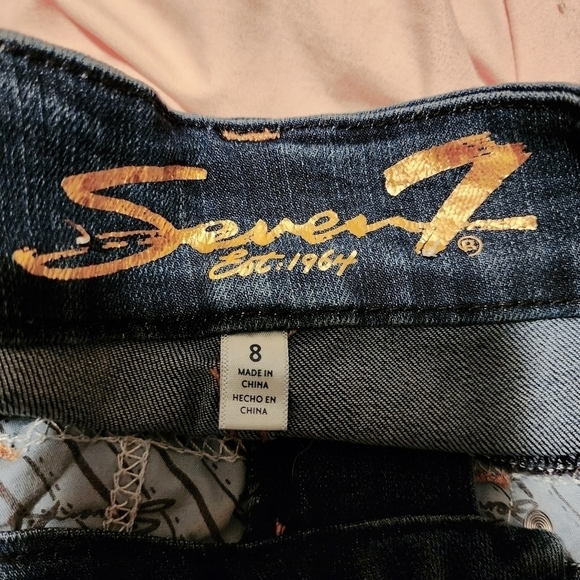 Seven7®
Est. 1964
8
MADE IN
CHINA
HECHO EN
CHINA